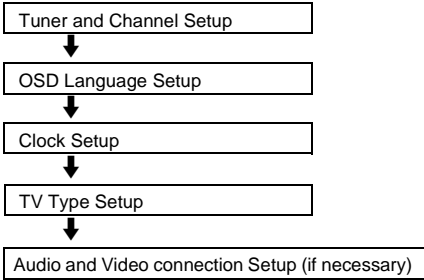 Tuner and Channel Setup
OSD Language Setup
Clock Setup
TV Type Setup
Audio and Video connection Setup (if necessary)